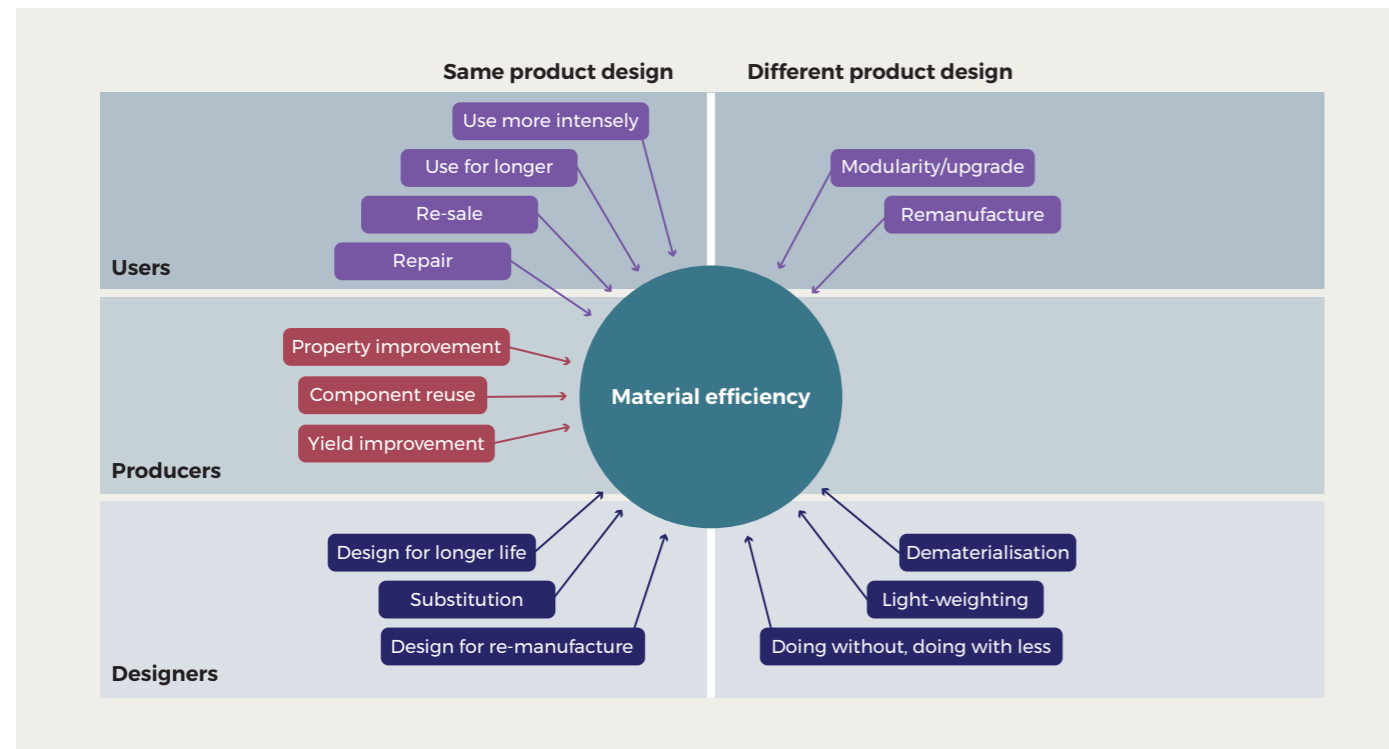 Same product design
Different product design
Use more intensely
Use for longer
Re-sale
Repair
Modularity/upgrade
Remanufacture
Users
Property improvement
Component reuse
Yield improvement
Material efficiency
Producers
Design for longer life
Substitution
Design for re-manufacture
Dematerialisation
Light-weighting
Doing without, doing with less
Designers